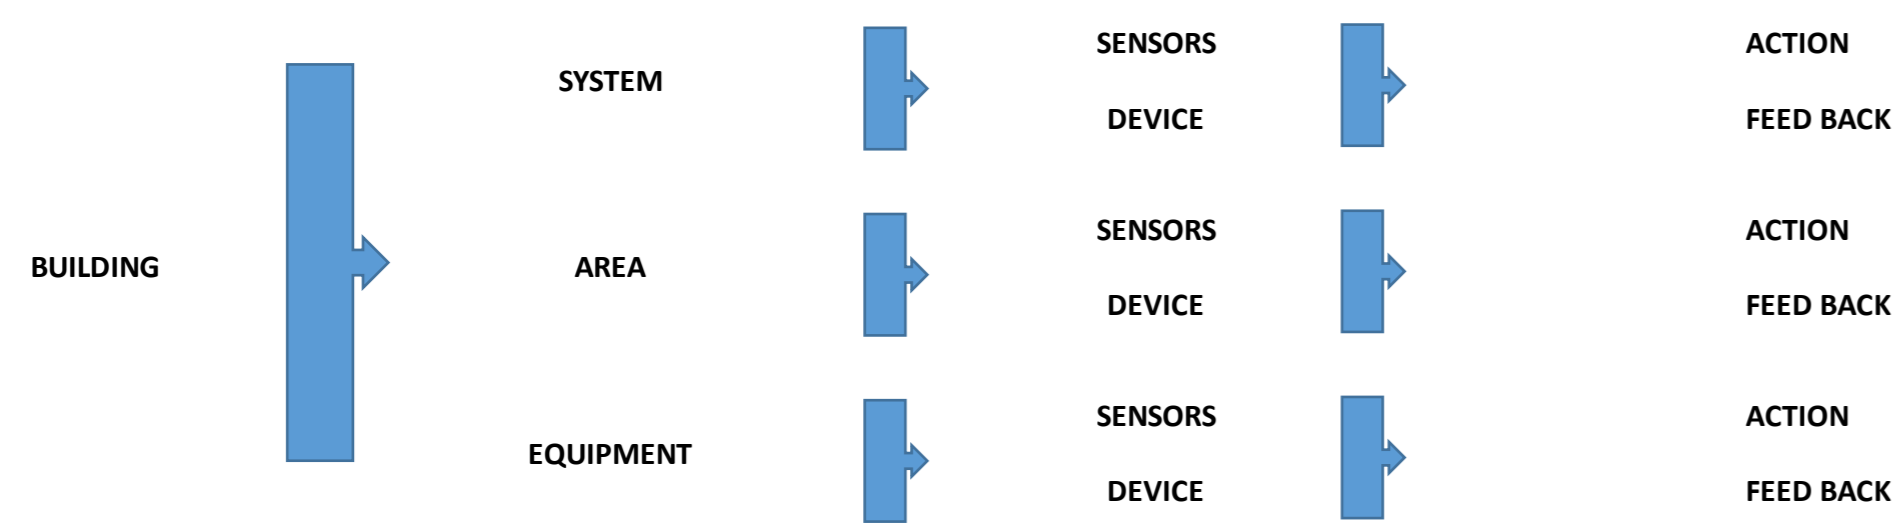 SENSORS
ACTION
SYSTEM
DEVICE
FEED BACK
SENSORS
ACTION
BUILDING
AREA
DEVICE
FEED BACK
SENSORS
ACTION
EQUIPMENT
DEVICE
FEED BACK